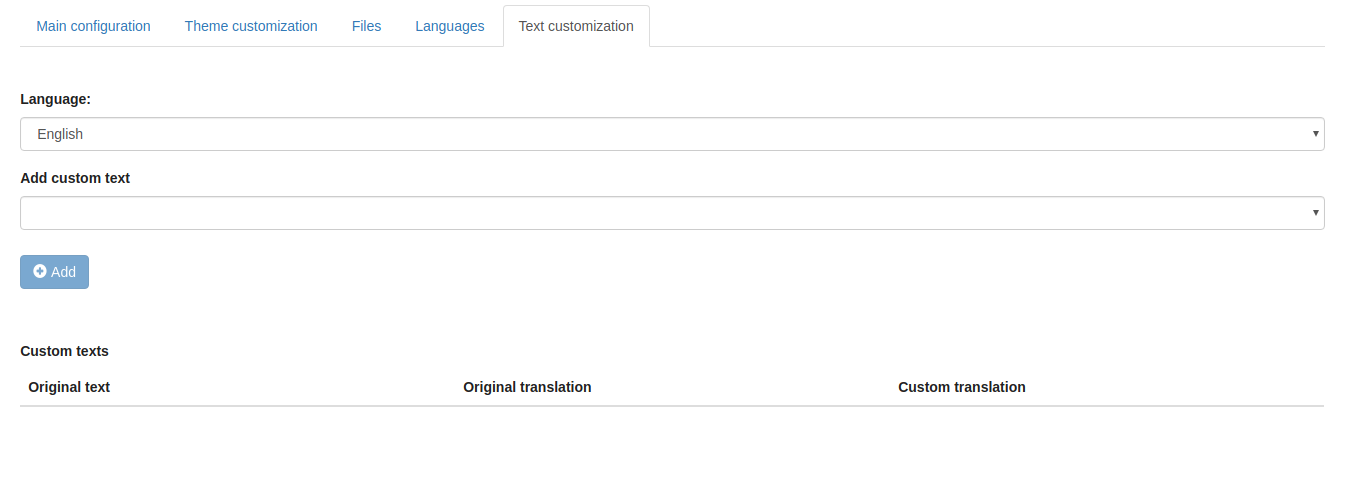 Main configuration Theme customization Files Languages Text customization
Language:
English
Add custom text
Add
Custom texts
Original text Original translation Custom translation